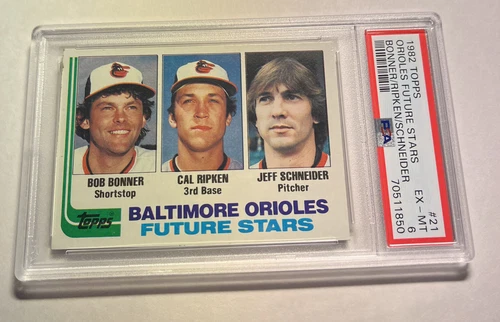 BOB BONNER
Shortstop
CAL RIPKEN
3rd Base
JEFF SCHNEIDER
Pitcher
Topps
BALTIMORE ORIOLES
FUTURE STARS
1982 TOPPS #21
ORIOLES FUTURE STARS EX-MT
BONNER/RIPKEN/SCHNEIDER 6
PSA 70511850